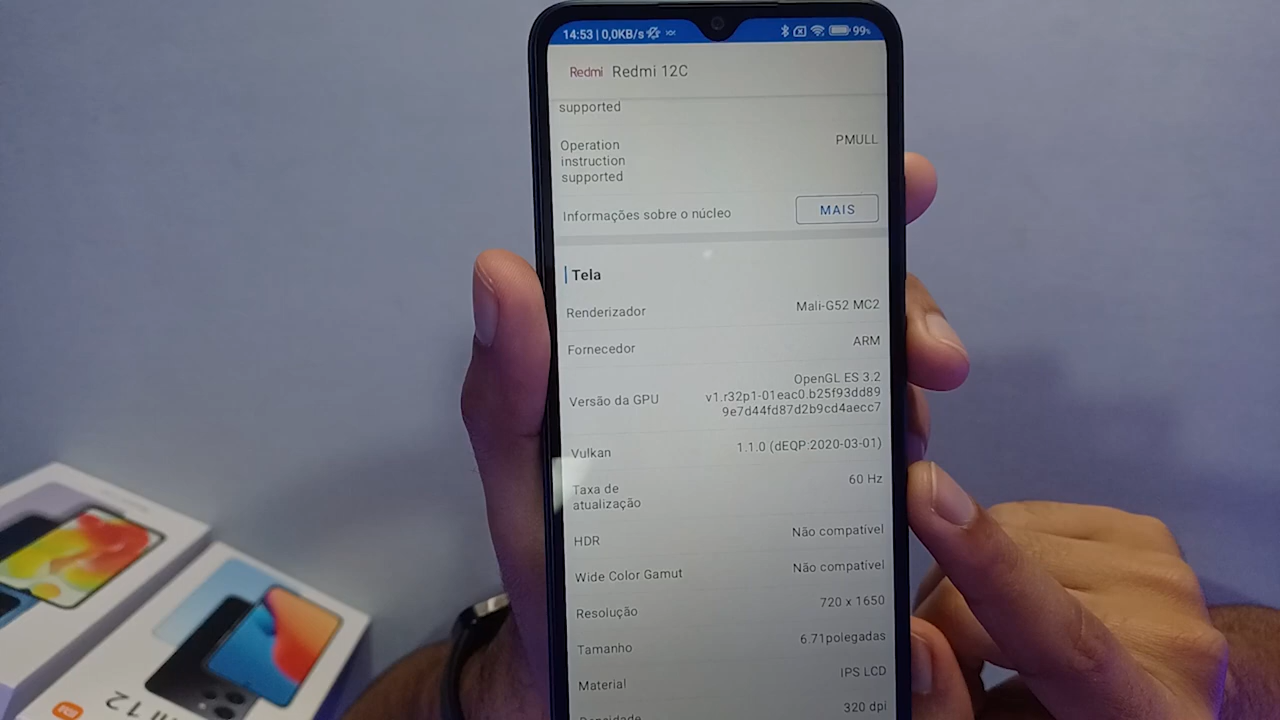 14:53 | 0,0KB/s
99%
Redmi Redmi 12C
supported
Operation
instruction
supported
PMULL
Informações sobre o núcleo
MAIS
Tela
Renderizador
Mali-G52 MC2
Fornecedor
ARM
Versão da GPU
OpenGL ES 3.2
v1.r32p1-01eac0.b25f93dd89
9e7d44fd87d2b9cd4aecc7
Vulkan
1.1.0 (dEQP:2020-03-01)
Taxa de
atualização
60 Hz
HDR
Não compatível
Wide Color Gamut
Não compatível
Resolução
720 x 1650
Tamanho
6.71polegadas
Material
IPS LCD
Densidade
320 dpi
12